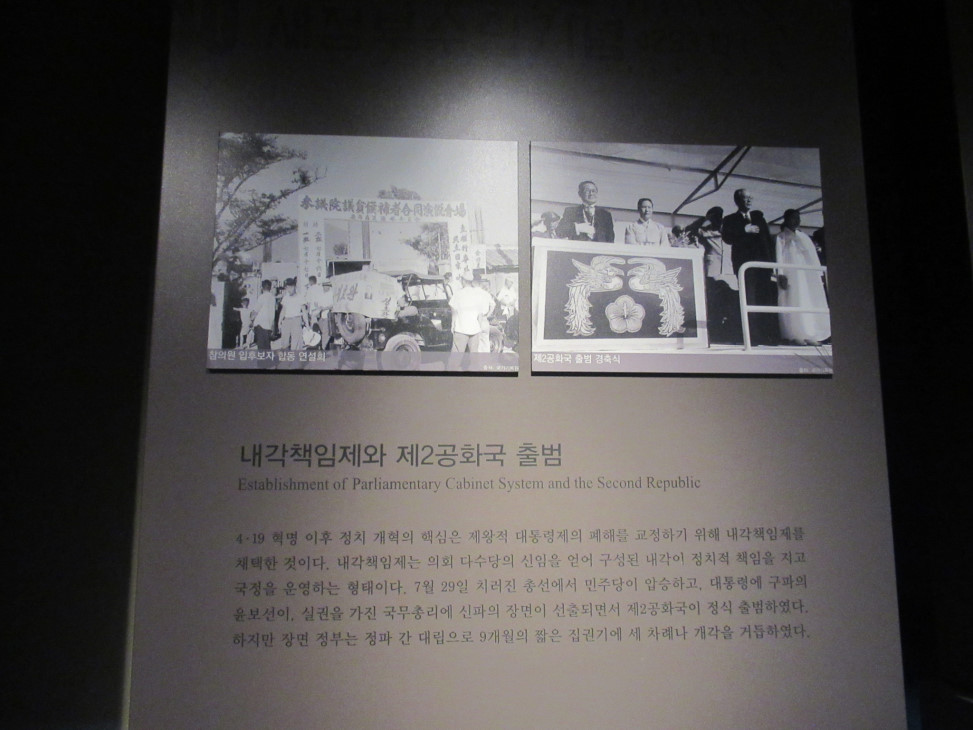 參議院議員候補者合同演說會場
참의원 입후보자 합동 연설회
제2공화국 출범 경축식
내각책임제와 제2공화국 출범
Establishment of Parliamentary Cabinet System and the Second Republic
4·19 혁명 이후 정치 개혁의 핵심은 제왕적 대통령제의 폐해를 교정하기 위해 내각책임제를
채택한 것이다. 내각책임제는 의회 다수당의 신임을 얻어 구성된 내각이 정치적 책임을 지고
국정을 운영하는 형태이다. 7월 29일 치러진 총선에서 민주당이 압승하고, 대통령에 구파의
윤보선이, 실권을 가진 국무총리에 신파의 장면이 선출되면서 제2공화국이 정식 출범하였다.
하지만 장면 정부는 정파 간 대립으로 9개월의 짧은 집권기에 세 차례나 개각을 거듭하였다.